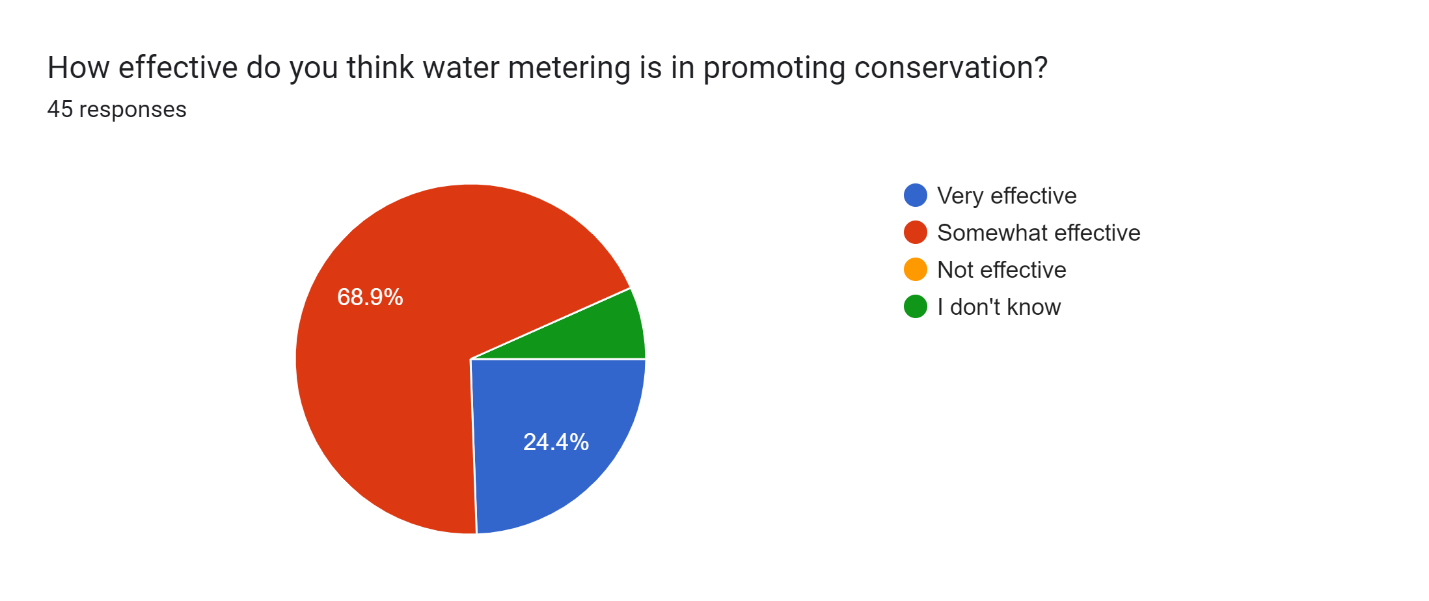 How effective do you think water metering is in promoting conservation?
45 responses
68.9%
24.4%
Very effective
Somewhat effective
Not effective
I don't know